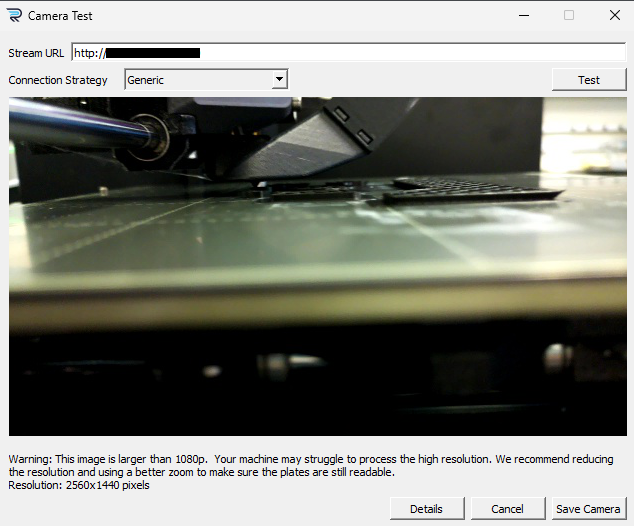 Camera Test
Stream URL http://
Connection Strategy Generic Test
Warning: This image is larger than 1080p. Your machine may struggle to process the high resolution. We recommend reducing
the resolution and using a better zoom to make sure the plates are still readable.
Resolution: 2560x1440 pixels
Details Cancel Save Camera